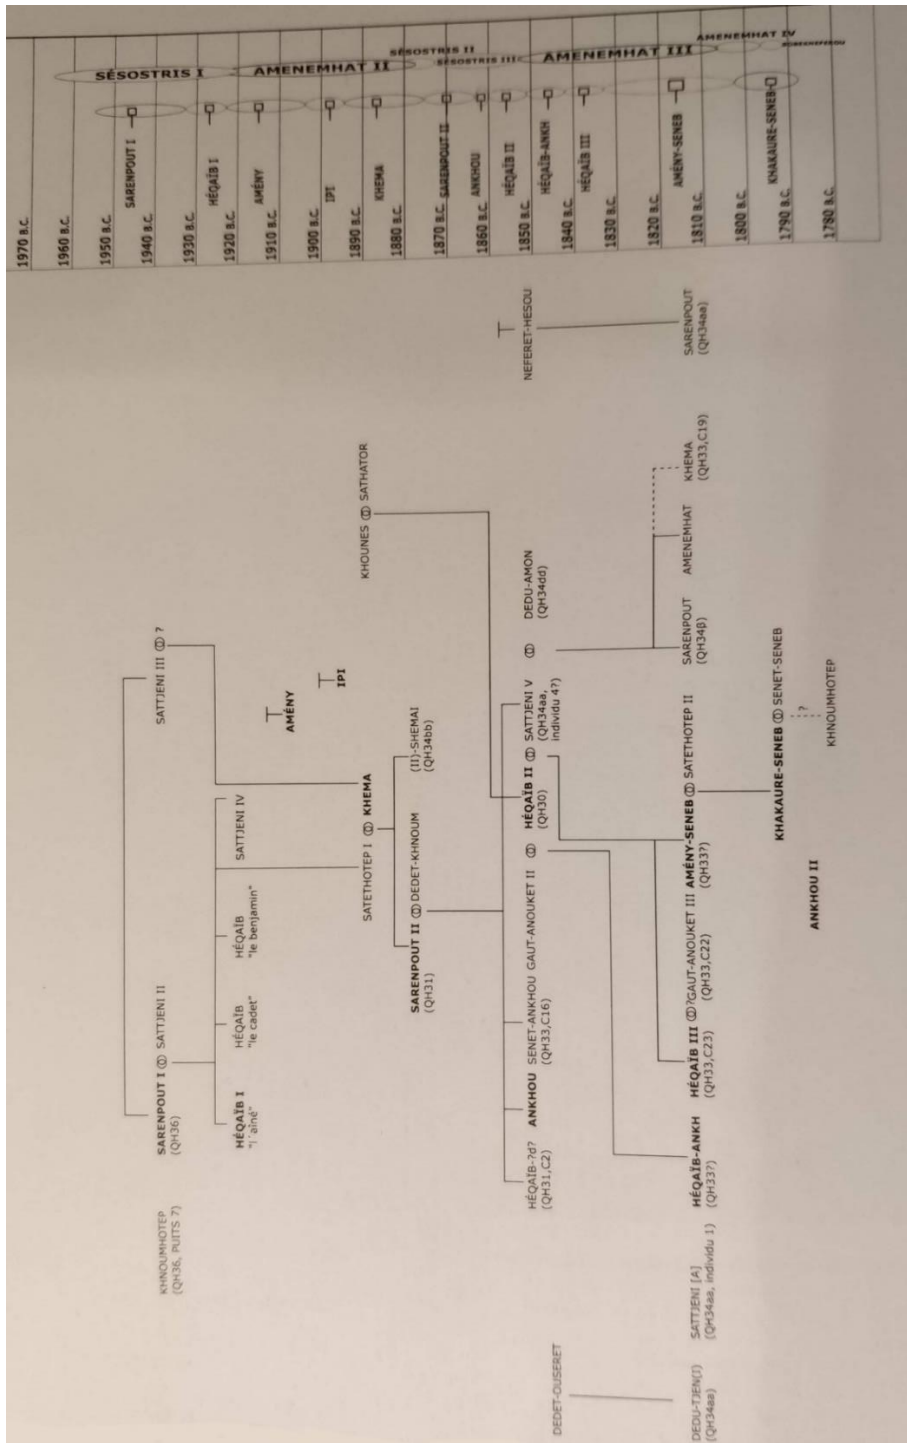 KHNOUMHOTEP
(QH36, PUITS 7)
SARENPOUT I ⚭ SATTJENI II
(QH36)
SATTJENI III ⚭ ?
HÉQAÏB I
"l'aîné"
HÉQAÏB
"le cadet"
HÉQAÏB
"le benjamin"
SATTJENI IV
AMÉNY
IPI
SATETHOTEP I ⚭ KHEMA
KHOUNES ⚭ SATHATOR
SARENPOUT II ⚭ DEDET-KHNOUM
(QH31)
(II)-SHEMAI
(QH34bb)
DEDET-OUSERET
HÉQAÏB-?d?
(QH31,C2)
ANKHOU
SENET-ANKHOU
(QH33,C16)
GAUT-ANOUKET II ⚭ HÉQAÏB II ⚭ SATTJENI V ⚭ DEDU-AMON
(QH30)
(QH34aa,
individu 4?)
(QH34dd)
NEFERET-HESOU
DEDU-TJEN(I)
(QH34aa)
SATTJENI [A]
(QH34aa, individu 1)
HÉQAÏB-ANKH
(QH33?)
HÉQAÏB III ⚭? GAUT-ANOUKET III
(QH33,C23)
(QH33,C22)
AMÉNY-SENEB ⚭ SATETHOTEP II
(QH33?)
SARENPOUT
(QH34β)
AMENEMHAT
KHEMA
(QH33,C19)
SARENPOUT
(QH34aa)
KHAKAURE-SENEB ⚭ SENET-SENEB
?
ANKHOU II
KHNOUMHOTEP
1970 B.C.
1960 B.C.
1950 B.C.
1940 B.C.
1930 B.C.
1920 B.C.
1910 B.C.
1900 B.C.
1890 B.C.
1880 B.C.
1870 B.C.
1860 B.C.
1850 B.C.
1840 B.C.
1830 B.C.
1820 B.C.
1810 B.C.
1800 B.C.
1790 B.C.
1780 B.C.
SARENPOUT I
HÉQAÏB I
AMÉNY
IPI
KHEMA
SARENPOUT II
ANKHOU
HÉQAÏB II
HÉQAÏB-ANKH
HÉQAÏB III
AMÉNY-SENEB
KHAKAURE-SENEB
SÉSOSTRIS I
AMENEMHAT II
SÉSOSTRIS II
SÉSOSTRIS III
AMENEMHAT III
AMENEMHAT IV